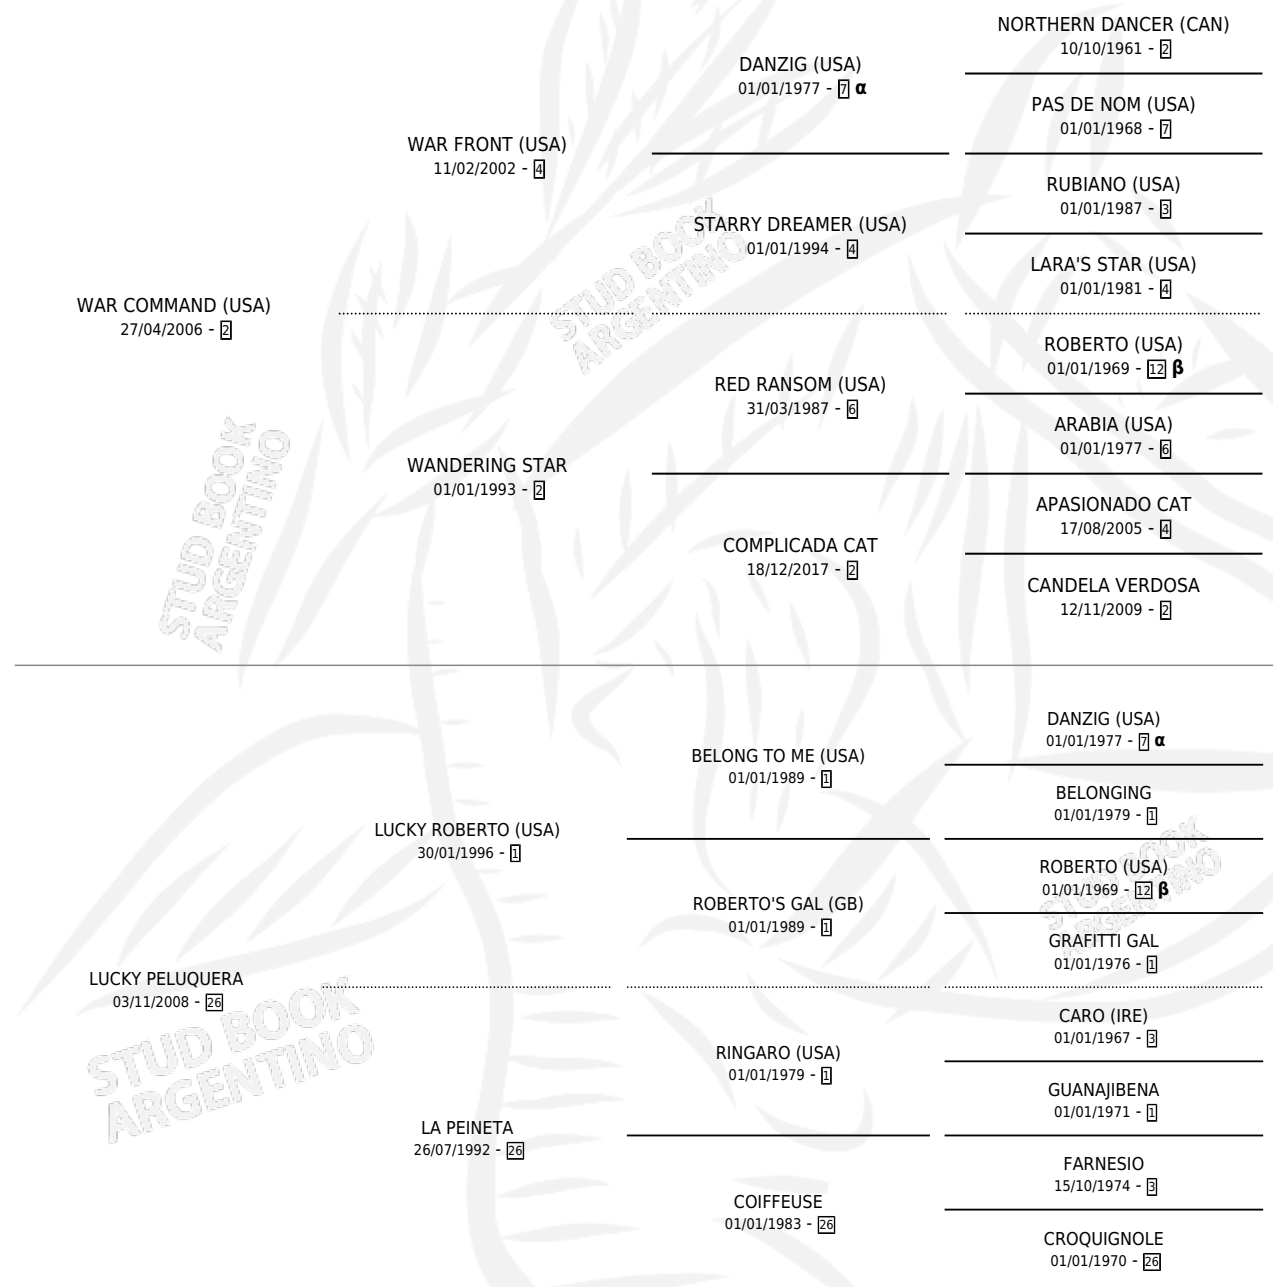 NORTHERN DANCER (CAN)
10/10/1961 - 2
DANZIG (USA)
01/01/1977 - 7 α
PAS DE NOM (USA)
01/01/1968 - 7
WAR FRONT (USA)
11/02/2002 - 4
RUBIANO (USA)
01/01/1987 - 3
STARRY DREAMER (USA)
01/01/1994 - 4
LARA'S STAR (USA)
01/01/1981 - 4
WAR COMMAND (USA)
27/04/2006 - 2
ROBERTO (USA)
01/01/1969 - 12 β
RED RANSOM (USA)
31/03/1987 - 6
ARABIA (USA)
01/01/1977 - 6
WANDERING STAR
01/01/1993 - 2
APASIONADO CAT
17/08/2005 - 4
COMPLICADA CAT
18/12/2017 - 2
CANDELA VERDOSA
12/11/2009 - 2
DANZIG (USA)
01/01/1977 - 7 α
BELONG TO ME (USA)
01/01/1989 - 1
BELONGING
01/01/1979 - 1
LUCKY ROBERTO (USA)
30/01/1996 - 1
ROBERTO (USA)
01/01/1969 - 12 β
ROBERTO'S GAL (GB)
01/01/1989 - 1
GRAFITTI GAL
01/01/1976 - 1
LUCKY PELUQUERA
03/11/2008 - 26
CARO (IRE)
01/01/1967 - 3
RINGARO (USA)
01/01/1979 - 1
GUANAJIBENA
01/01/1971 - 1
LA PEINETA
26/07/1992 - 26
FARNESIO
15/10/1974 - 3
COIFFEUSE
01/01/1983 - 26
CROQUIGNOLE
01/01/1970 - 26
STUD BOOK
ARGENTINO
STUD BOOK
ARGENTINO
STUD BOOK
ARGENTINO
STUD BOOK
ARGENTINO